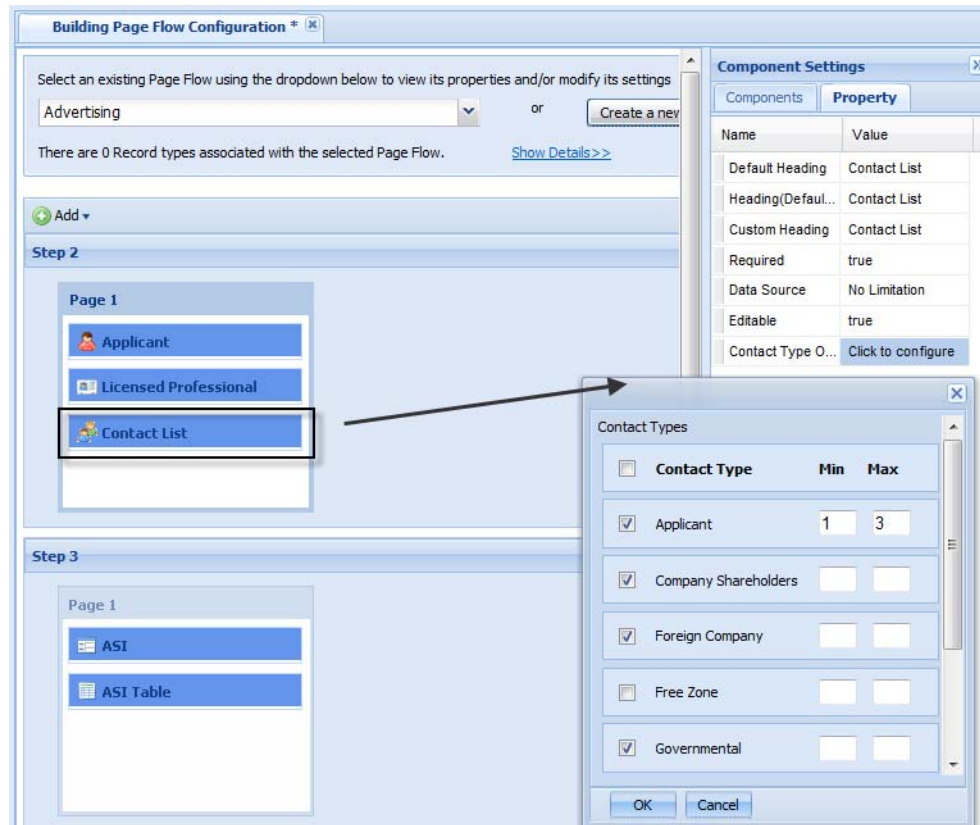 Building Page Flow Configuration *
Select an existing Page Flow using the dropdown below to view its properties and/or modify its settings
Advertising
or
Create a new
There are 0 Record types associated with the selected Page Flow.
Show Details>>
Add
Step 2
Page 1
Applicant
Licensed Professional
Contact List
Step 3
Page 1
ASI
ASI Table
Component Settings
Components Property
Name Value
Default Heading Contact List
Heading(Defaul... Contact List
Custom Heading Contact List
Required true
Data Source No Limitation
Editable true
Contact Type O... Click to configure
Contact Types
Contact Type Min Max
Applicant 1 3
Company Shareholders
Foreign Company
Free Zone
Governmental
OK Cancel